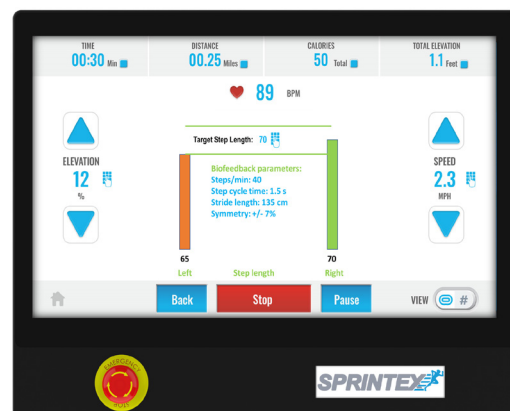 TIME
00:30 Min
DISTANCE
00.25 Miles
CALORIES
50 Total
TOTAL ELEVATION
1.1 Feet
89 BPM
Target Step Length: 70
ELEVATION
12
%
Biofeedback parameters:
Steps/min: 40
Step cycle time: 1.5 s
Stride length: 135 cm
Symmetry: +/- 7%
SPEED
2.3
MPH
65
Left
Step length
70
Right
Back
Stop
Pause
VIEW #
EMERGENCY
STOP
SPRINTEX